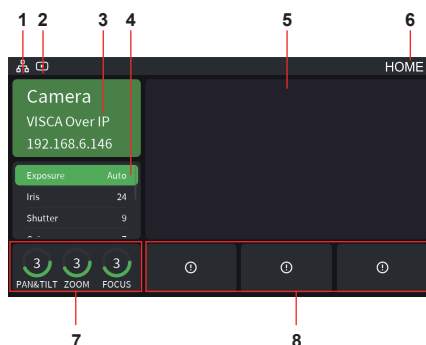 1 2 3 4 5 6
HOME
Camera
VISCA Over IP
192.168.6.146
Exposure Auto
Iris 24
Shutter 9
3 3 3
PAN&TILT ZOOM FOCUS
7 8